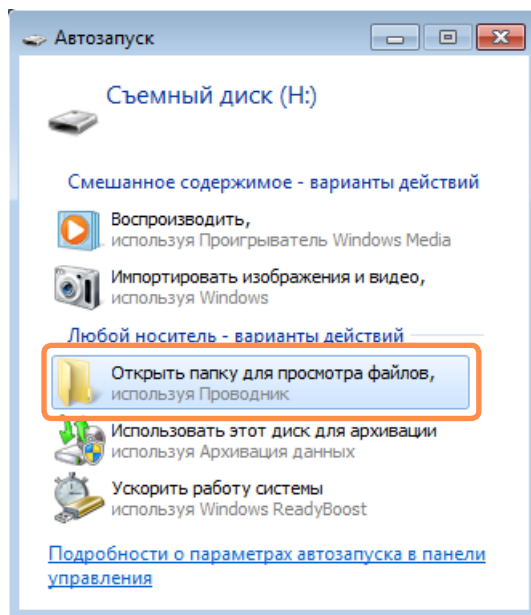 Автозапуск
Съемный диск (H:)
Смешанное содержимое - варианты действий
Воспроизводить,
используя Проигрыватель Windows Media
Импортировать изображения и видео,
используя Windows
Любой носитель - варианты действий
Открыть папку для просмотра файлов,
используя Проводник
Использовать этот диск для архивации
используя Архивация данных
Ускорить работу системы
используя Windows ReadyBoost
Подробности о параметрах автозапуска в панели
управления